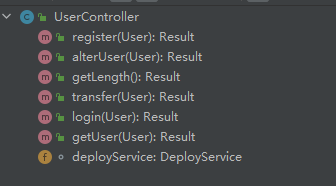 UserController
register(User): Result
alterUser(User): Result
getLength(): Result
transfer(User): Result
login(User): Result
getUser(User): Result
deployService: DeployService